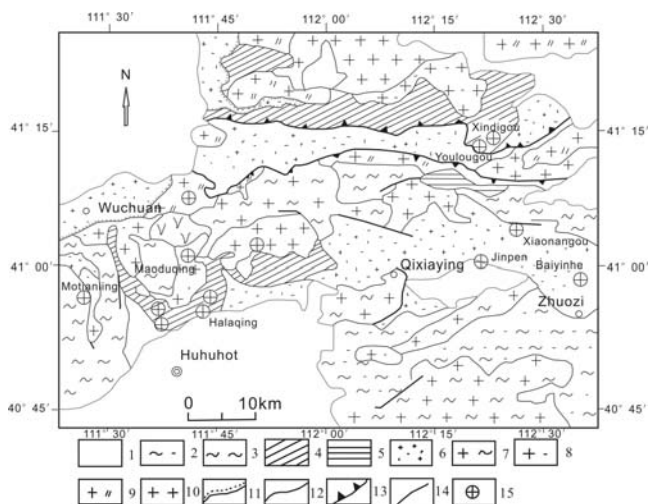 111° 30' 111° 45' 112° 00' 112° 15' 112° 30'
N
41° 15' 41° 15'
Xindigou
Youlougou
Wuchuan
Xiaonangou
41° 00' Qixiaying Jinpen 41° 00'
Maoduqing Baiyinhe
Motianling
Zhuozi
Halaqing
Huhuhot
0 10km
40° 45' 40° 45'
111° 30' 111° 45' 112° 00' 112° 15' 112° 30'
1 2 3 4 5 6 7 8
9 10 11 12 13 14 15